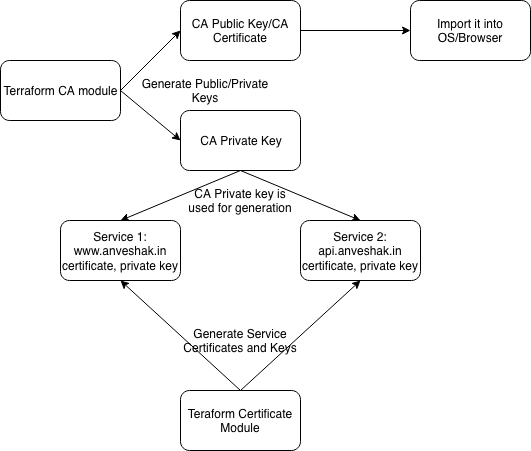 CA Public Key/CA
Certificate
Import it into
OS/Browser
Terraform CA module
Generate Public/Private
Keys
CA Private Key
CA Private key is
used for generation
Service 1:
www.anveshak.in
certificate, private key
Service 2:
api.anveshak.in
certificate, private key
Generate Service
Certificates and Keys
Teraform Certificate
Module